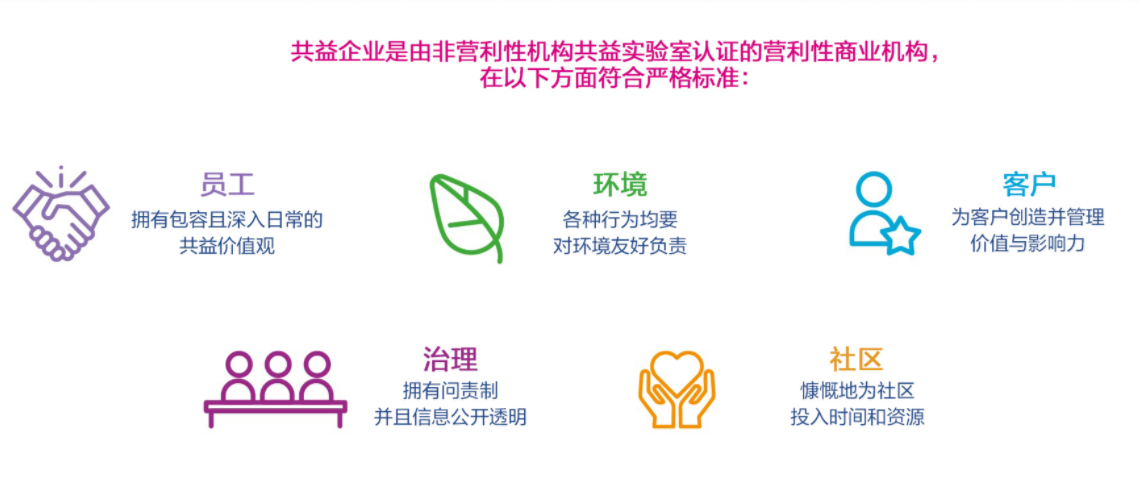 共益企业是由非营利性机构共益实验室认证的营利性商业机构，
在以下方面符合严格标准：
员工
拥有包容且深入日常的
共益价值观
环境
各种行为均要
对环境友好负责
客户
为客户创造并管理
价值与影响力
治理
拥有问责制
并且信息公开透明
社区
慷慨地为社区
投入时间和资源